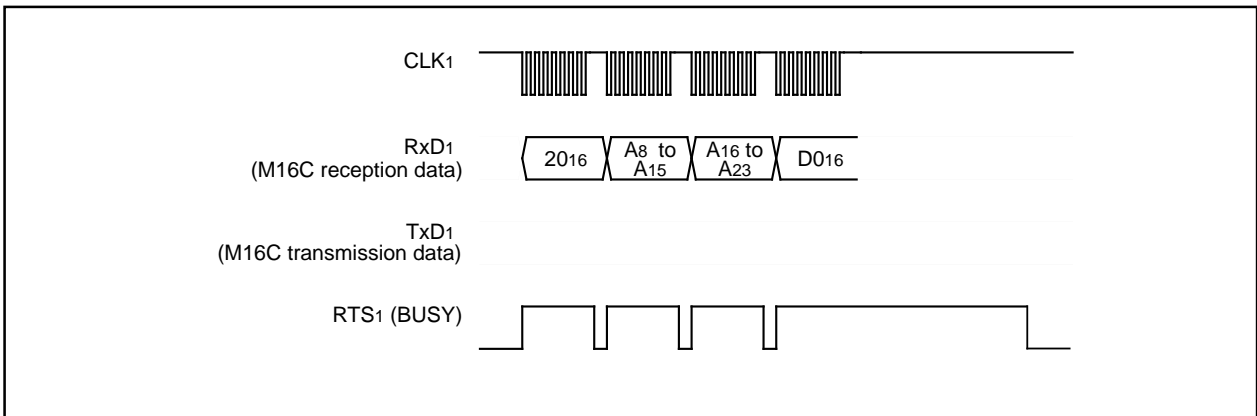 CLK1
RxD1
(M16C reception data)
2016
A8 to
A15
A16 to
A23
D016
TxD1
(M16C transmission data)
RTS1 (BUSY)